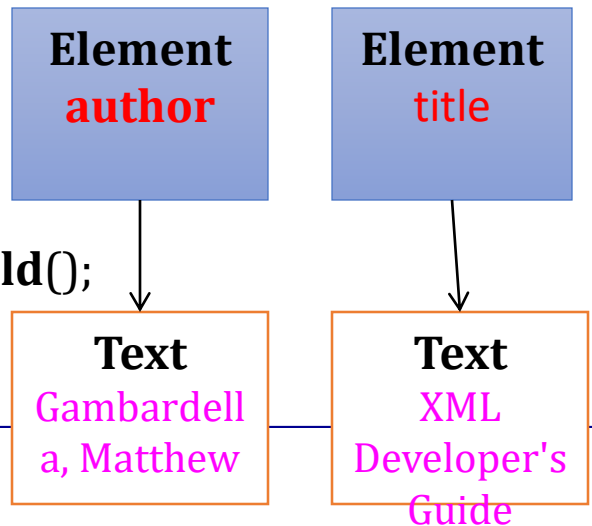 Element
author
Element
title
ld();
Text
Gambardell
a, Matthew
Text
XML
Developer's
Guide